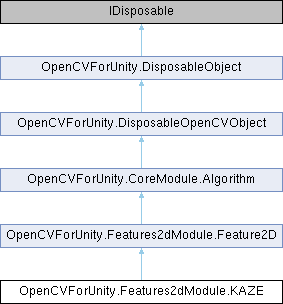 IDisposable
OpenCVForUnity.DisposableObject
OpenCVForUnity.DisposableOpenCVObject
OpenCVForUnity.CoreModule.Algorithm
OpenCVForUnity.Features2dModule.Feature2D
OpenCVForUnity.Features2dModule.KAZE